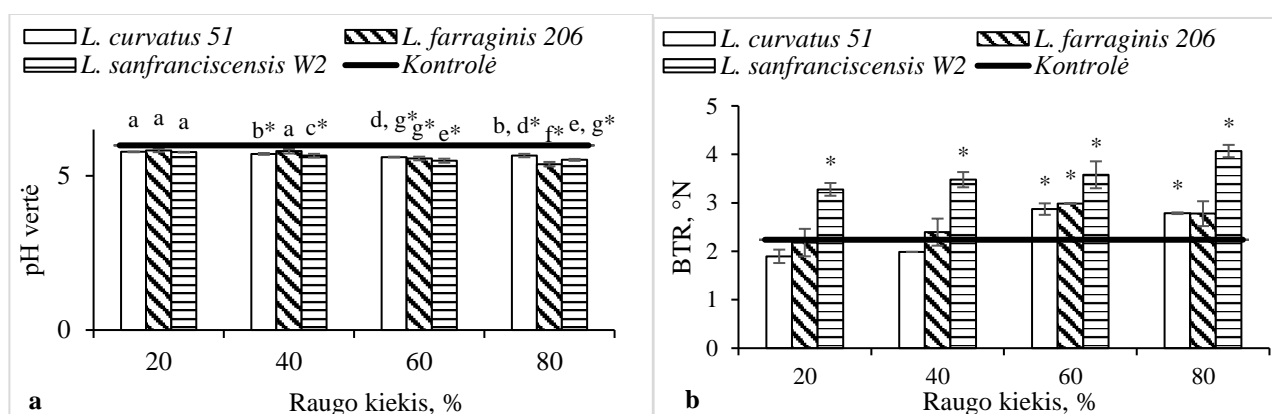 L. curvatus 51
L. farraginis 206
L. sanfranciscensis W2
Kontrolė
a a a
b* a c*
d, g* g* e*
b, d* f* e, g*
5
0
pH vertė
20 40 60 80
a
Raugo kiekis, %
L. curvatus 51
L. farraginis 206
L. sanfranciscensis W2
Kontrolė
5
4
3
2
1
0
BTR, °N
* * * * * * *
20 40 60 80
b
Raugo kiekis, %